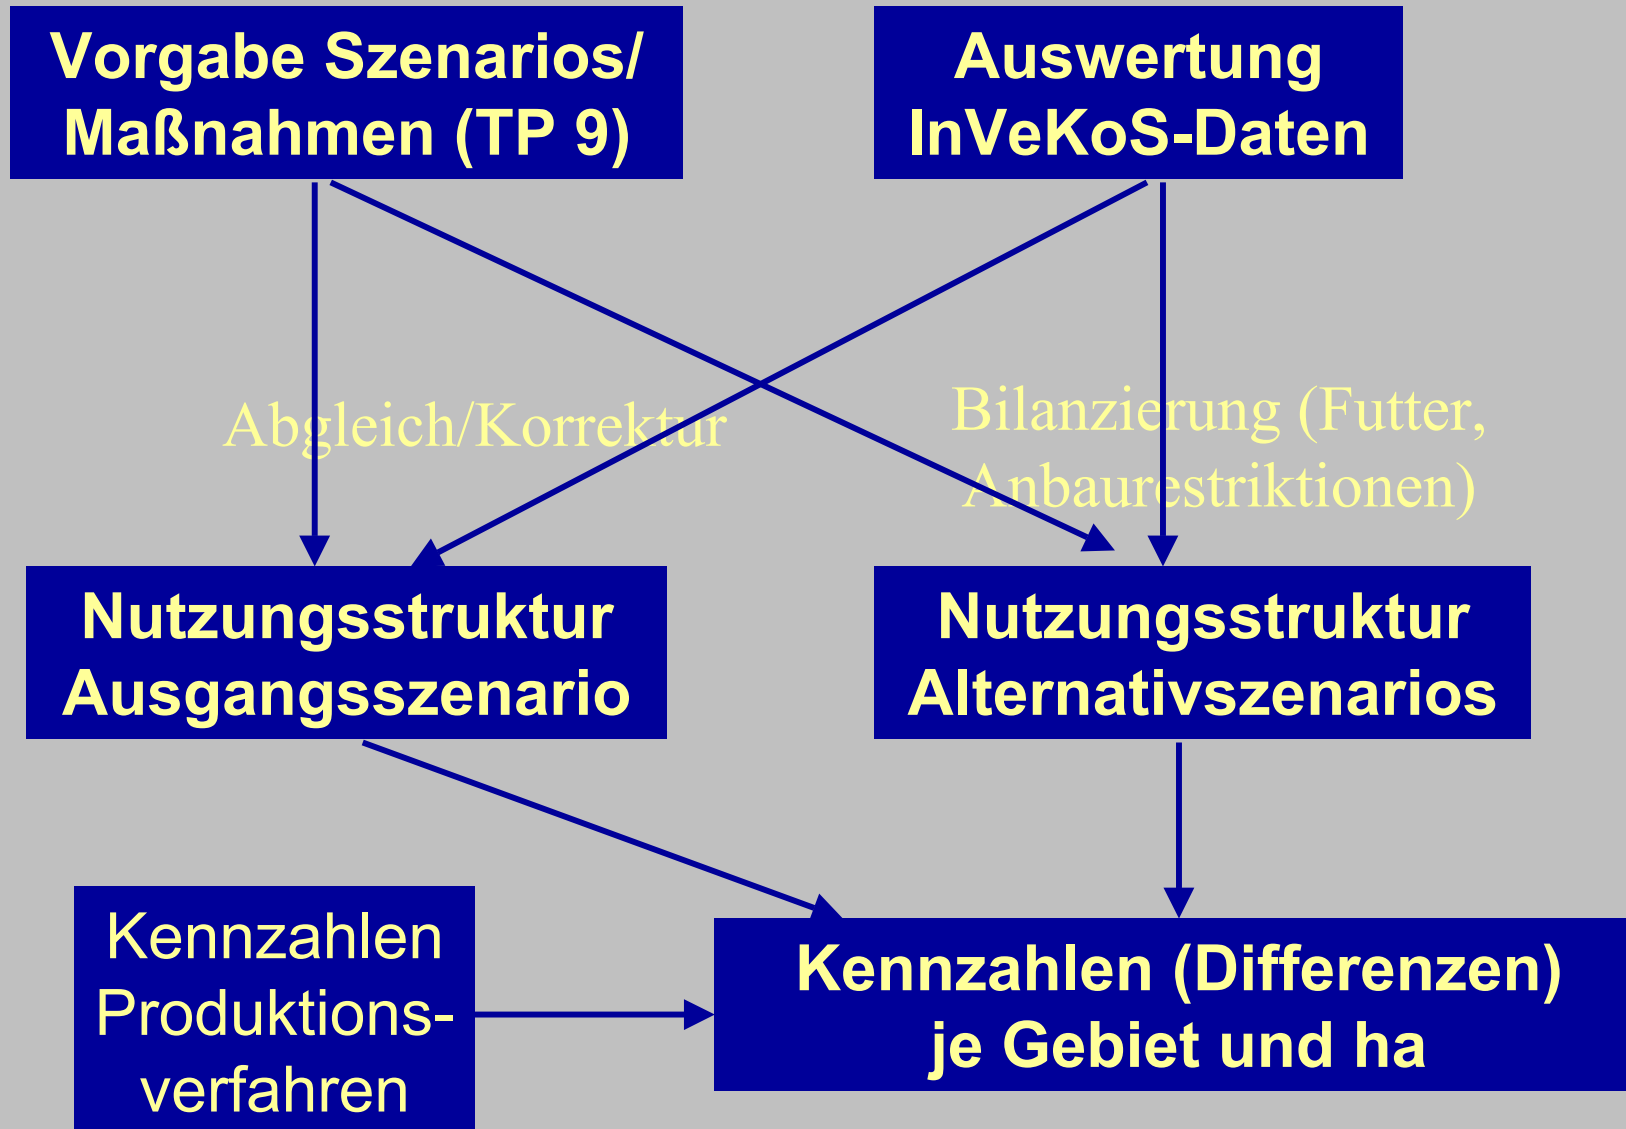 Vorgabe Szenarios/
Maßnahmen (TP 9)
Auswertung
InVeKoS-Daten
Abgleich/Korrektur
Bilanzierung (Futter,
Anbaurestriktionen)
Nutzungsstruktur
Ausgangsszenario
Nutzungsstruktur
Alternativszenarios
Kennzahlen
Produktions-
verfahren
Kennzahlen (Differenzen)
je Gebiet und ha